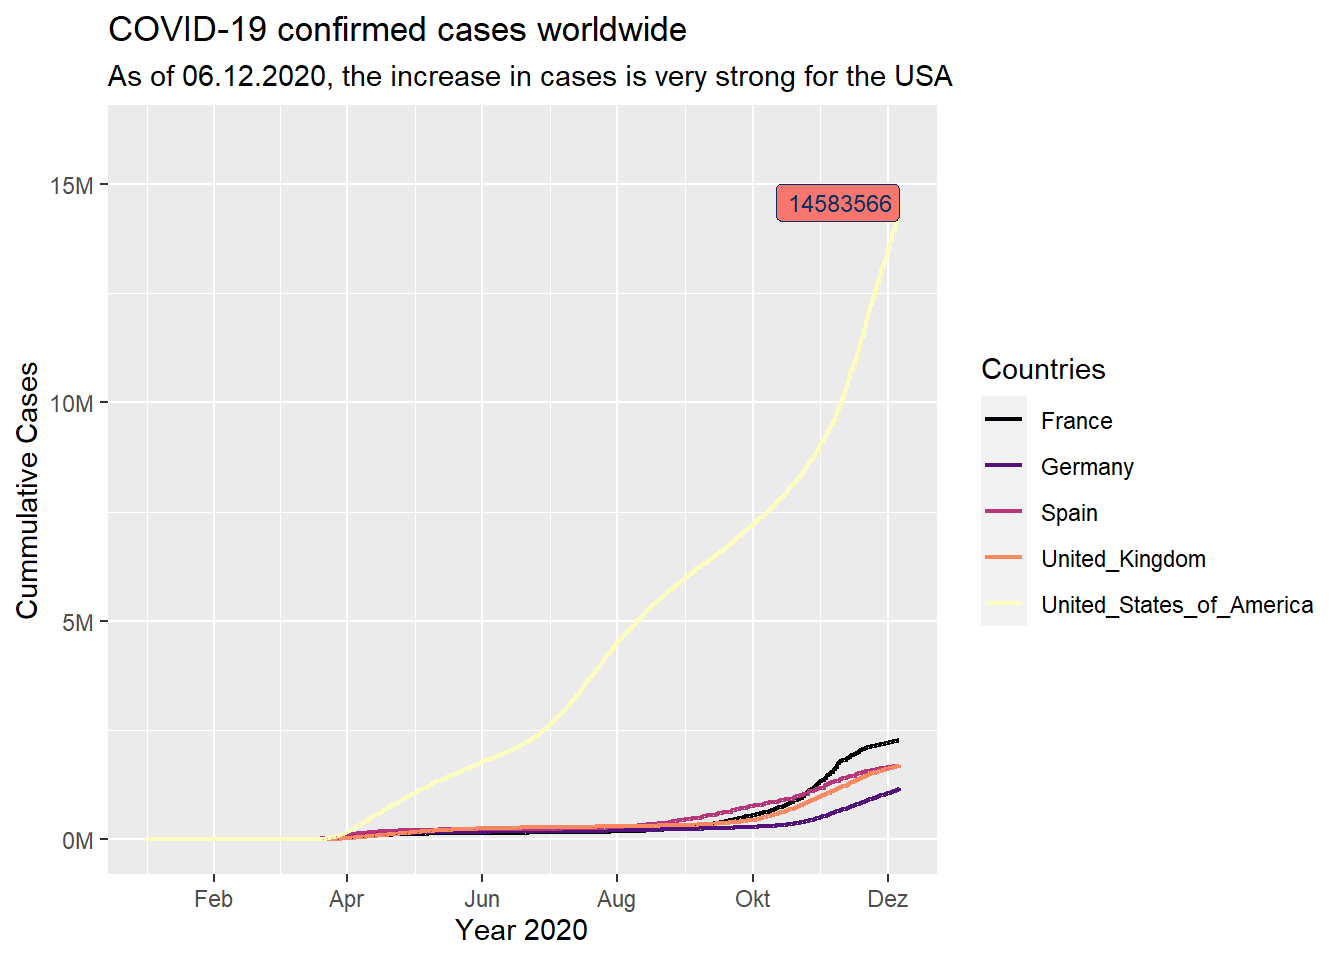 COVID-19 confirmed cases worldwide
As of 06.12.2020, the increase in cases is very strong for the USA
15M
10M
5M
0M
Cummulative Cases
14583566
Feb
Apr
Jun
Aug
Okt
Dez
Year 2020
Countries
France
Germany
Spain
United_Kingdom
United_States_of_America